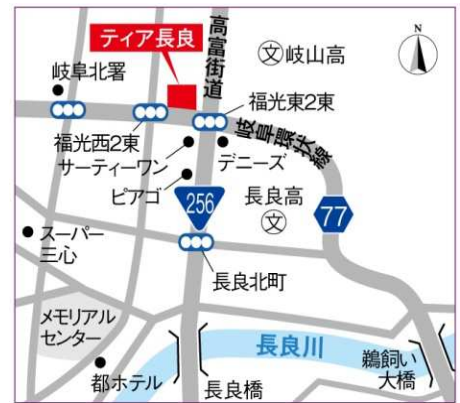 ティア長良
高富街道
文 岐山高
N
岐阜北署
福光東2東
岐阜環状線
福光西2東
サーティーワン
デニーズ
ピアゴ
256
長良高
文
77
スーパー
三心
長良北町
メモリアル
センター
長良川
鵜飼い
大橋
都ホテル
長良橋